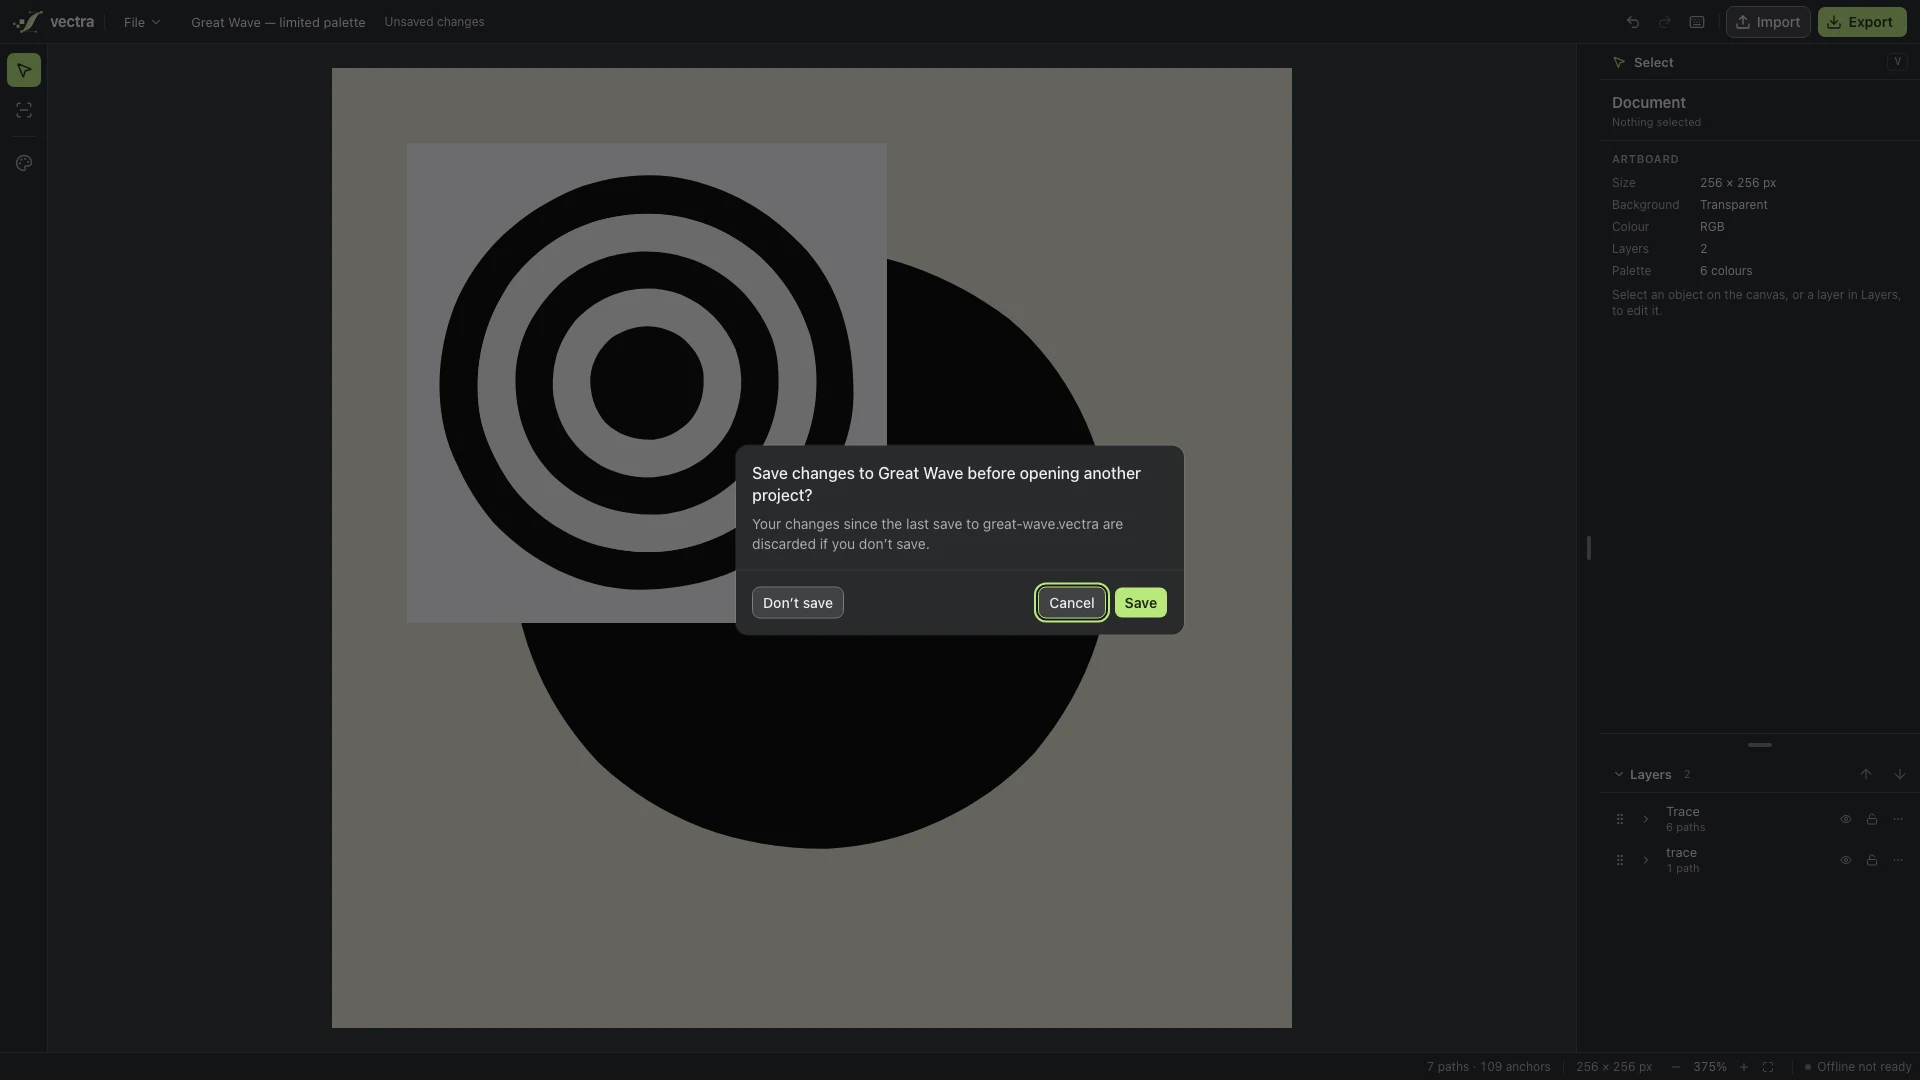 vectra
File
Great Wave — limited palette
Unsaved changes
Import
Export
Select
V
Document
Nothing selected
ARTBOARD
Size 256 × 256 px
Background Transparent
Colour RGB
Layers 2
Palette 6 colours
Select an object on the canvas, or a layer in Layers,
to edit it.
Save changes to Great Wave before opening another
project?
Your changes since the last save to great-wave.vectra are
discarded if you don’t save.
Don’t save
Cancel
Save
Layers 2
Trace
6 paths
trace
1 path
7 paths · 109 anchors
256 × 256 px
375%
Offline not ready